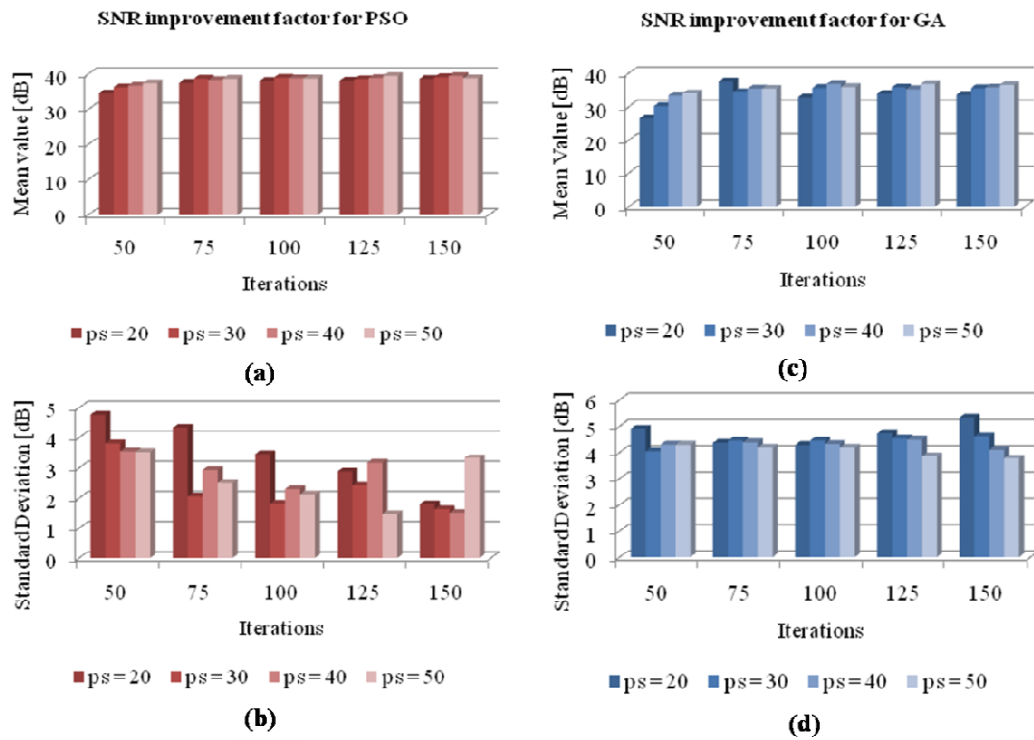 SNR improvement factor for PSO
Mean value [dB]
40
30
20
10
0
50 75 100 125 150
Iterations
ps = 20 ps = 30 ps = 40 ps = 50
(a)
SNR improvement factor for GA
Mean Value [dB]
40
30
20
10
0
50 75 100 125 150
Iterations
ps = 20 ps = 30 ps = 40 ps = 50
(c)
Standard Deviation [dB]
5
4
3
2
1
0
50 75 100 125 150
Iterations
ps = 20 ps = 30 ps = 40 ps = 50
(b)
Standard Deviation [dB]
6
5
4
3
2
1
0
50 75 100 125 150
Iterations
ps = 20 ps = 30 ps = 40 ps = 50
(d)